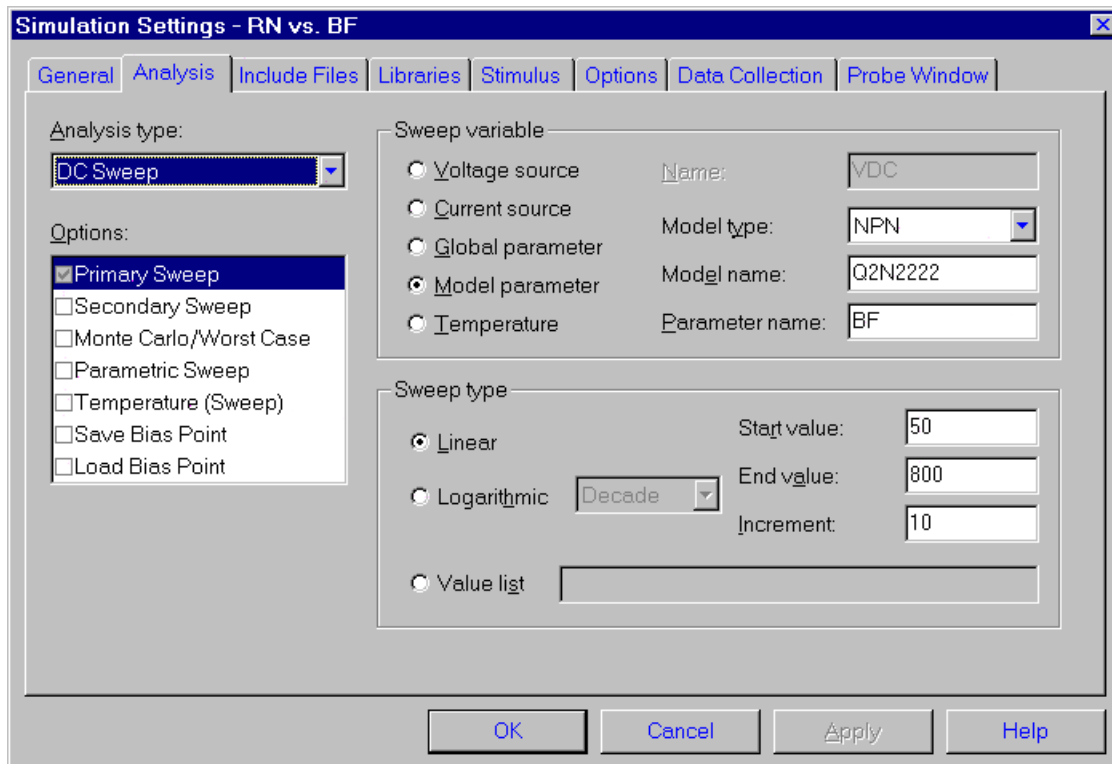 Simulation Settings - RN vs. BF
General Analysis Include Files Libraries Stimulus Options Data Collection Probe Window
Analysis type:
DC Sweep
Options:
Primary Sweep
Secondary Sweep
Monte Carlo/Worst Case
Parametric Sweep
Temperature (Sweep)
Save Bias Point
Load Bias Point
Sweep variable
Voltage source
Current source
Global parameter
Model parameter
Temperature
Name: VDC
Model type: NPN
Model name: Q2N2222
Parameter name: BF
Sweep type
Linear
Logarithmic Decade
Value list
Start value: 50
End value: 800
Increment: 10
OK Cancel Apply Help